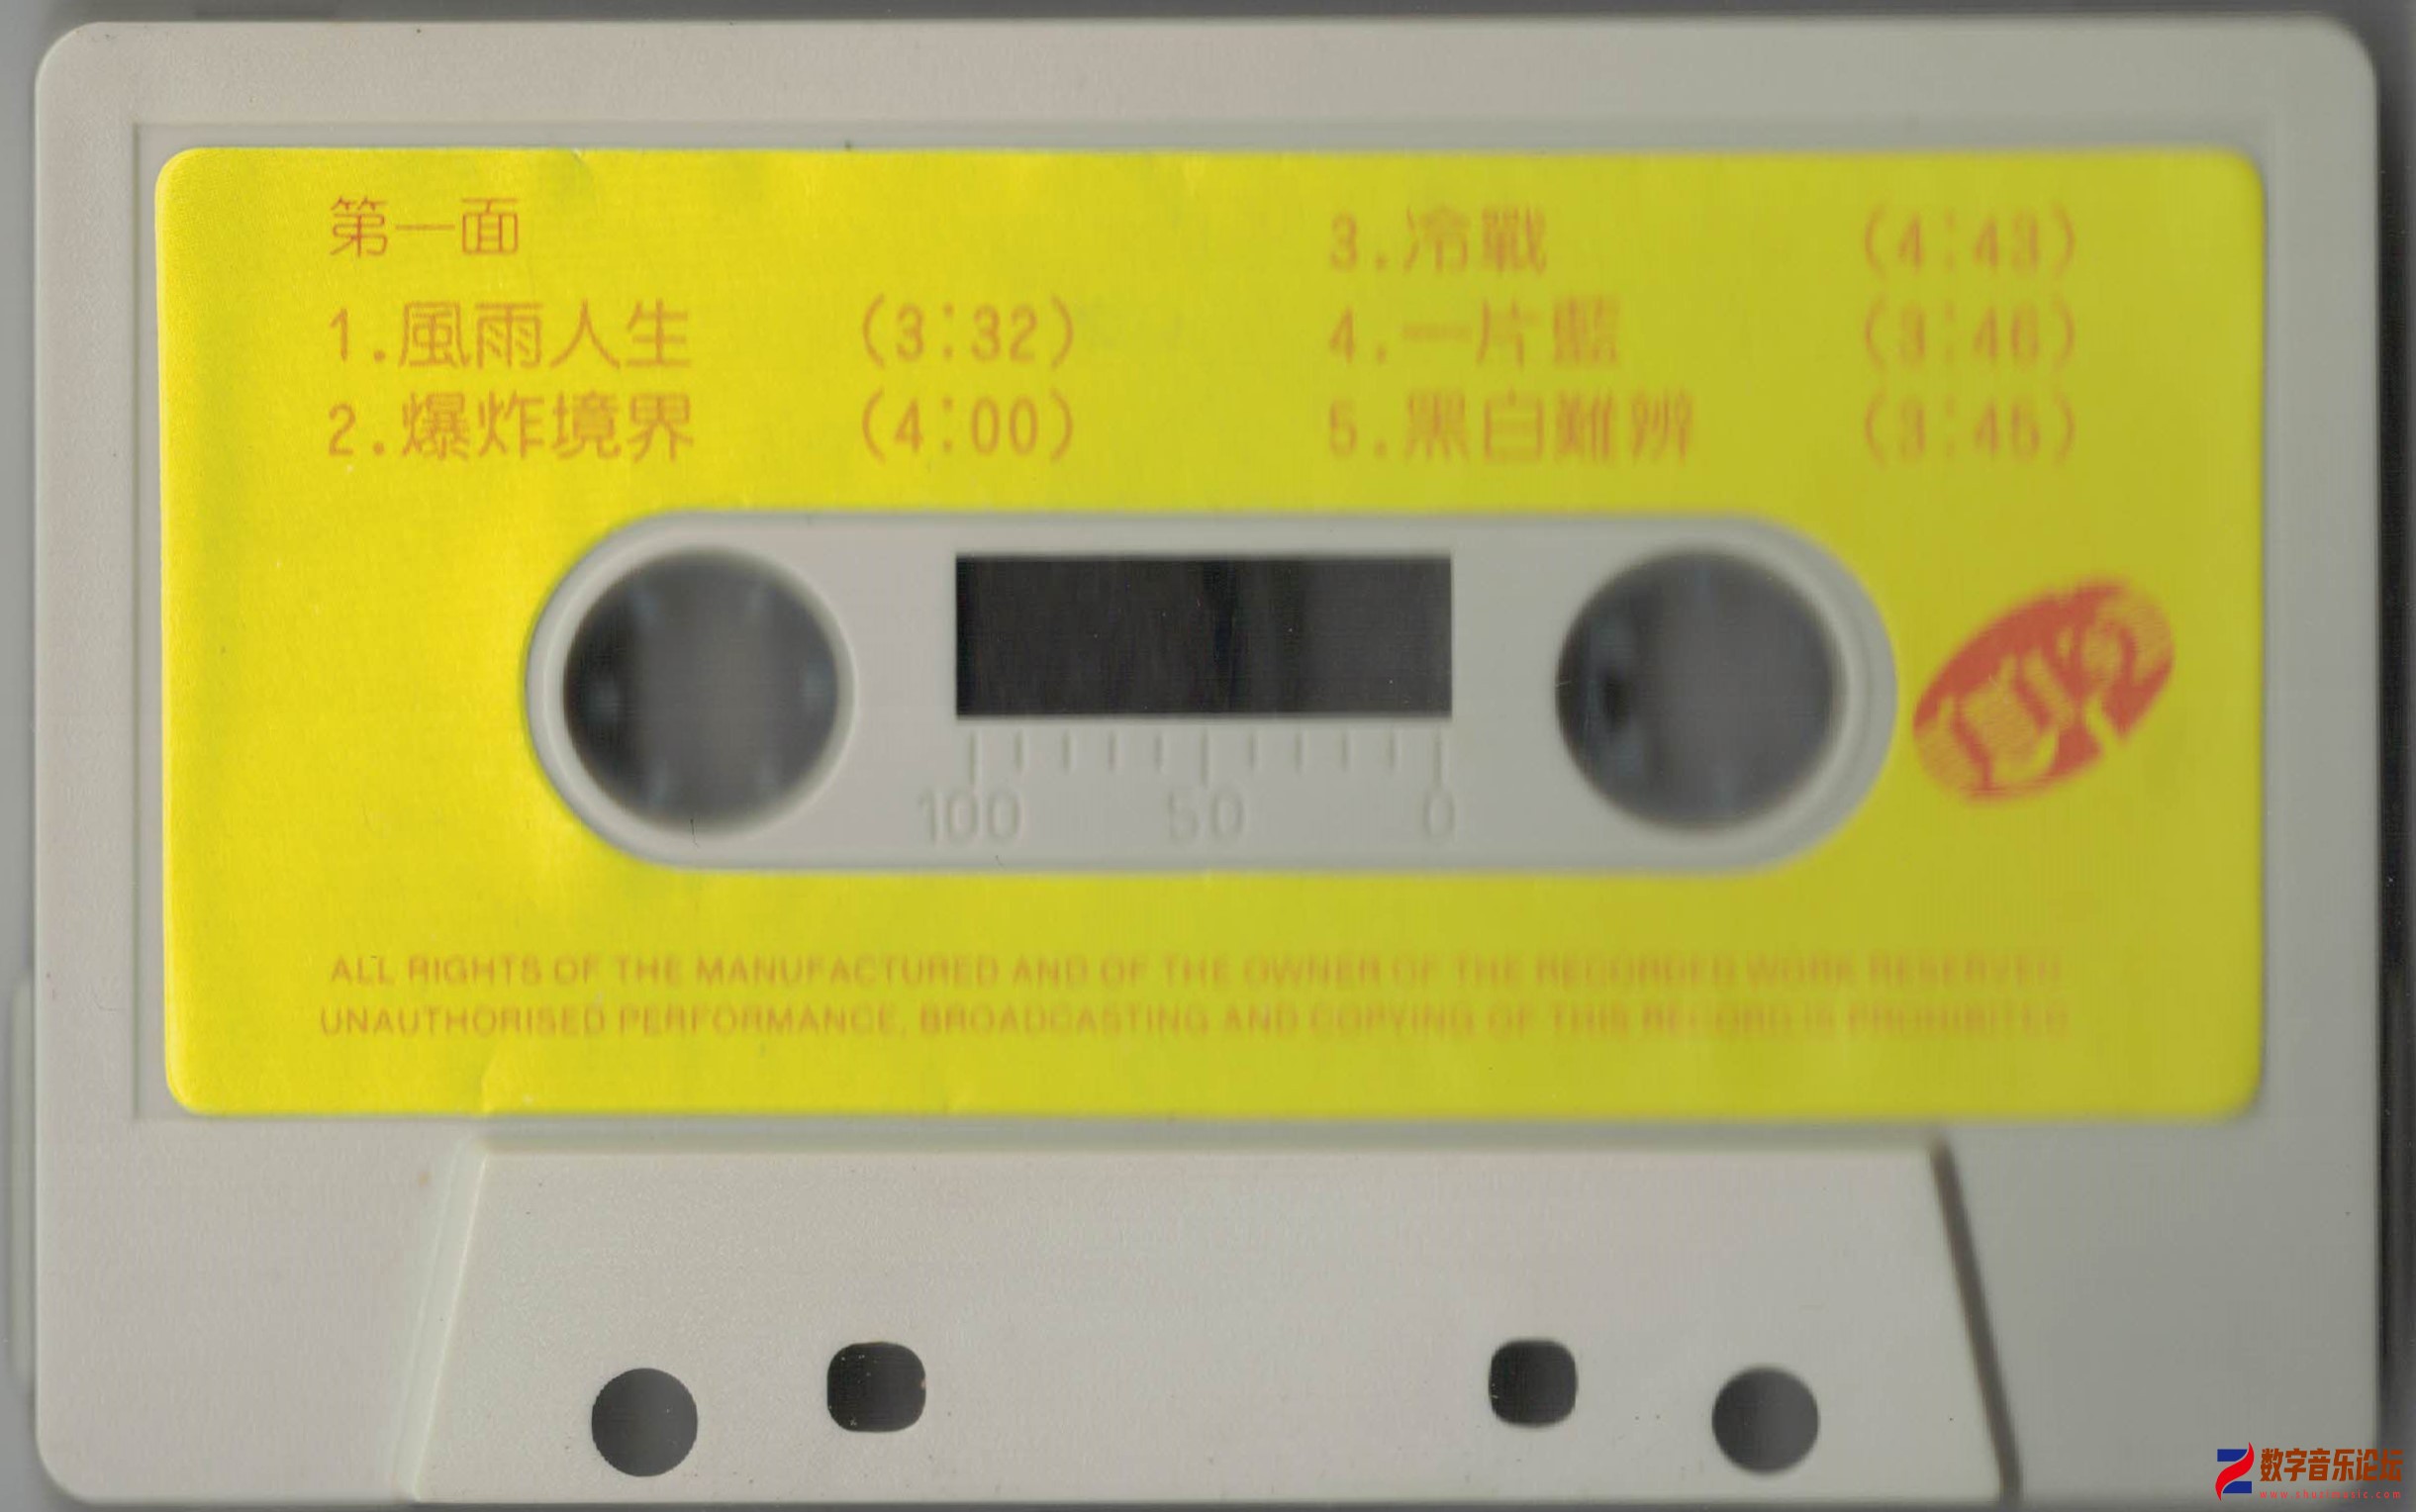 第一面
1.風雨人生 (3:32)
2.爆炸境界 (4:00)
3.冷戰 (4:43)
4.一片藍 (3:46)
5.黑白難辨 (3:45)
100 50 0
ALL RIGHTS OF THE MANUFACTURED AND OF THE OWNER OF THE RECORDED WORK RESERVED
UNAUTHORISED PERFORMANCE, BROADCASTING AND COPYING OF THIS RECORD IS PROHIBITED
数字音乐论坛